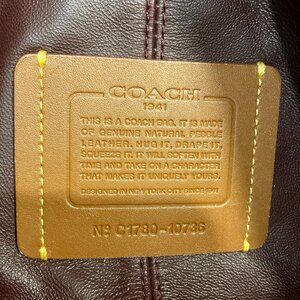 COACH
1941
THIS IS A COACH BAG. IT IS MADE
OF GENUINE NATURAL PEBBLE
LEATHER. HUG IT, DRAPE IT,
SQUEEZE IT. IT WILL SOFTEN WITH
TIME AND TAKE ON A CHARACTER
THAT MAKES IT UNIQUELY YOURS.
DESIGNED IN NEW YORK CITY SINCE 1941
Nº C1780-10736